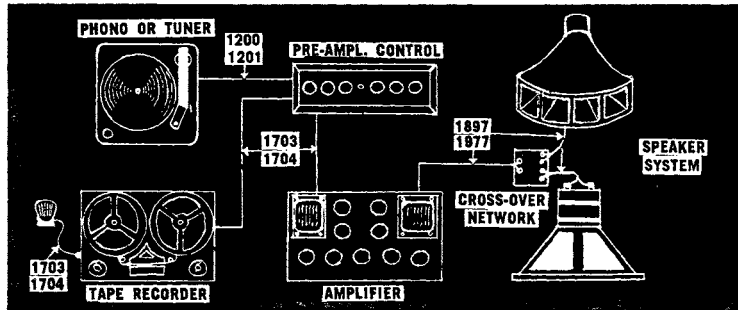 PHONO OR TUNER
1200
1201
PRE-AMPL. CONTROL
1703
1704
1897
1977
SPEAKER
SYSTEM
CROSS-OVER
NETWORK
1703
1704
TAPE RECORDER
AMPLIFIER